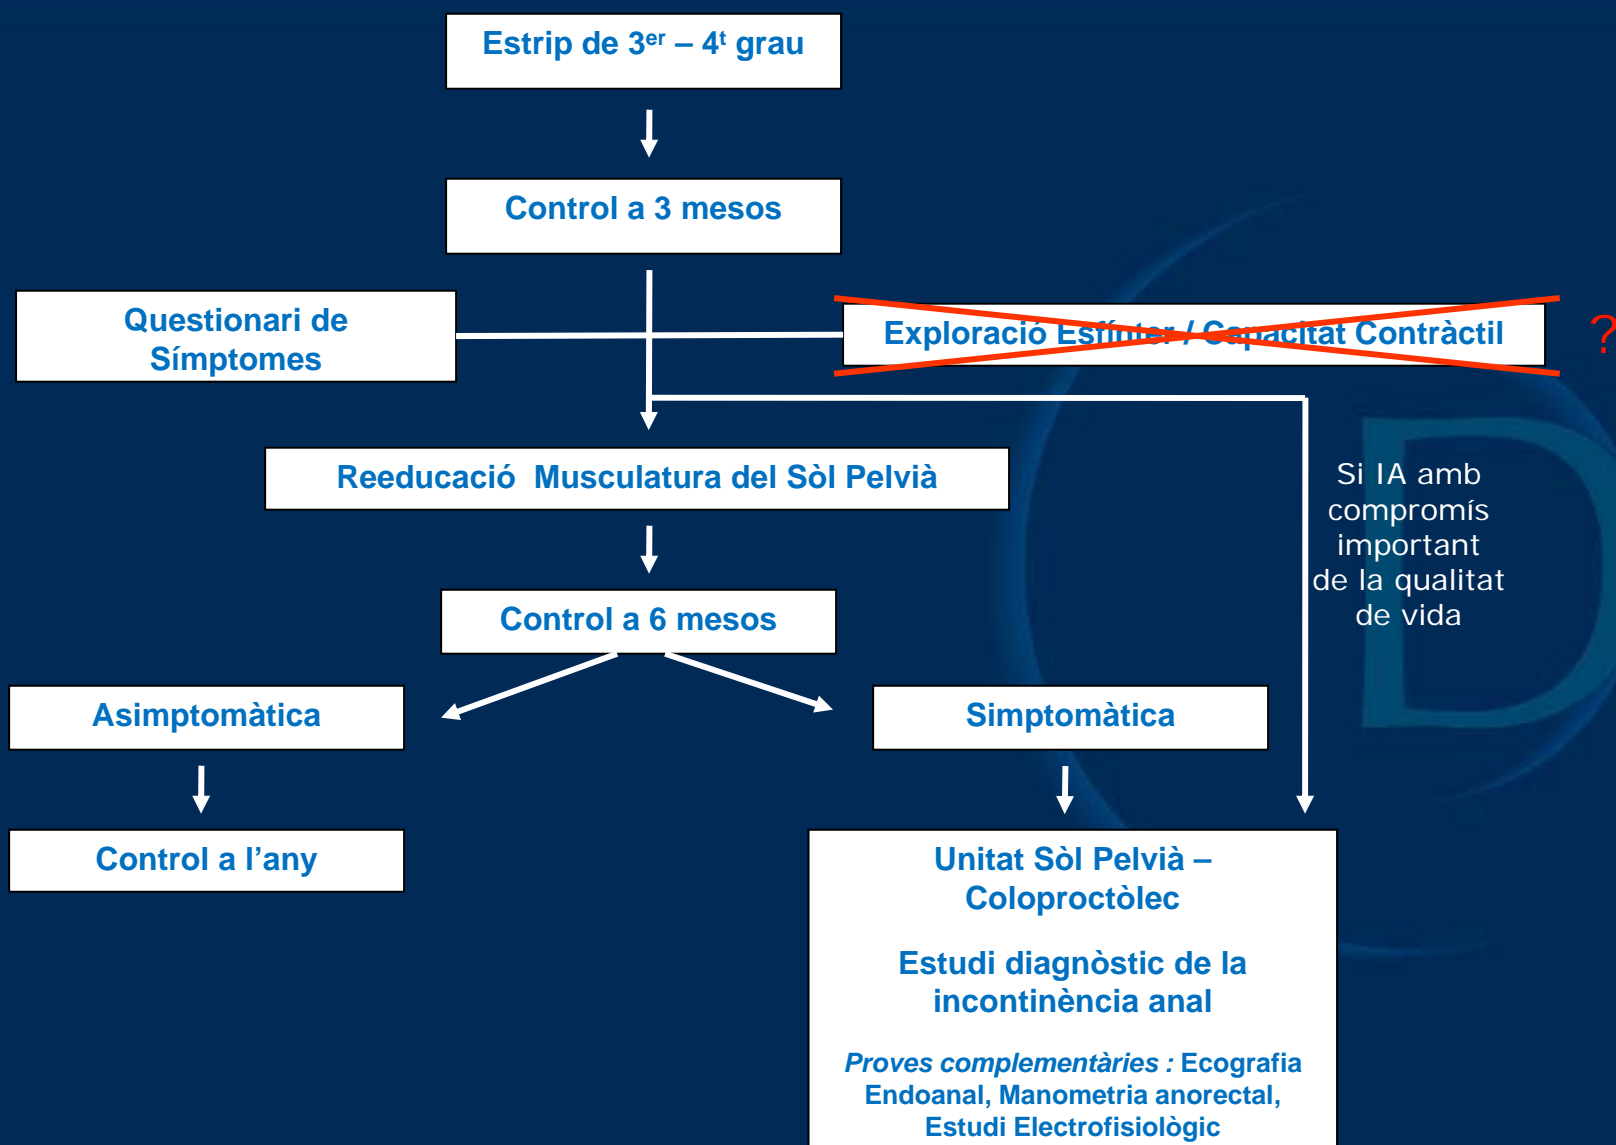 Estrip de 3er – 4t grau
Control a 3 mesos
Questionari de
Símptomes
Exploració Esfínter / Capacitat Contràctil
?
Reeducació Musculatura del Sòl Pelvià
Si IA amb
compromís
important
de la qualitat
de vida
Control a 6 mesos
Asimptomàtica
Simptomàtica
Control a l’any
Unitat Sòl Pelvià –
Coloproctòlec
Estudi diagnòstic de la
incontinència anal
Proves complementàries : Ecografia
Endoanal, Manometria anorectal,
Estudi Electrofisiològic
D